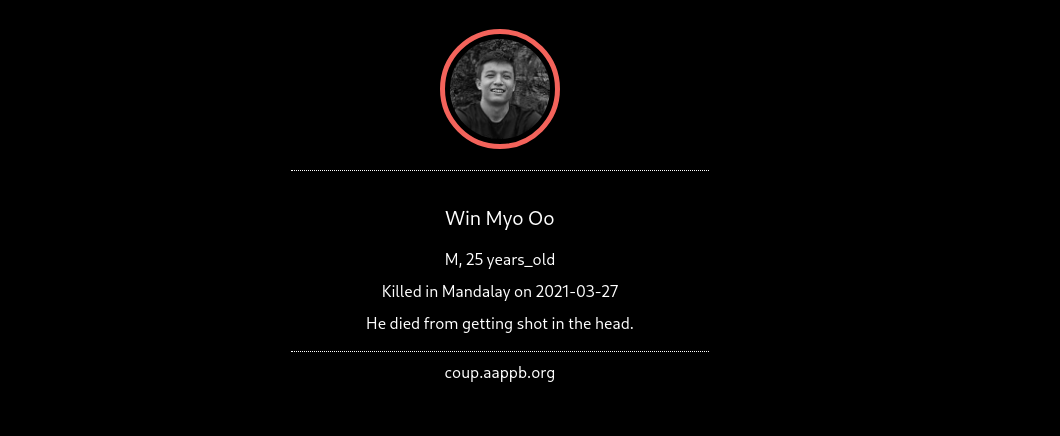 Win Myo Oo
M, 25 years_old
Killed in Mandalay on 2021-03-27
He died from getting shot in the head.
coup.aappb.org